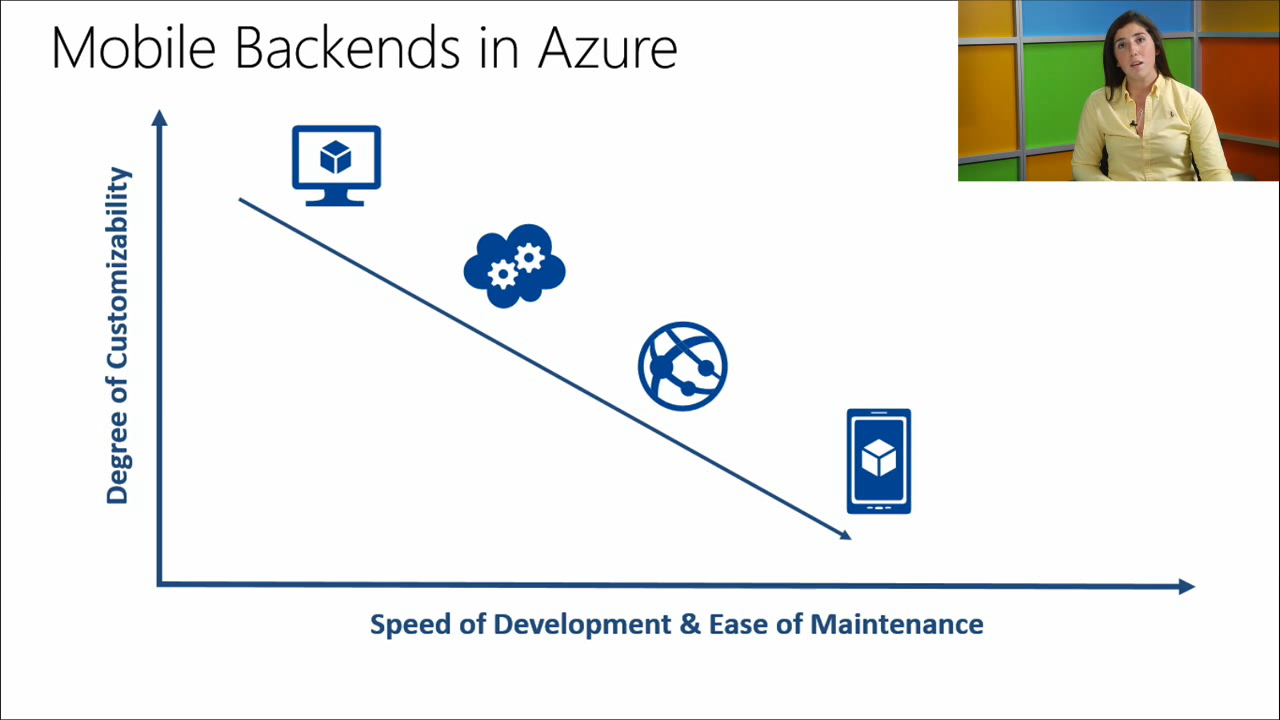 Mobile Backends in Azure
Degree of Customizability
Speed of Development & Ease of Maintenance